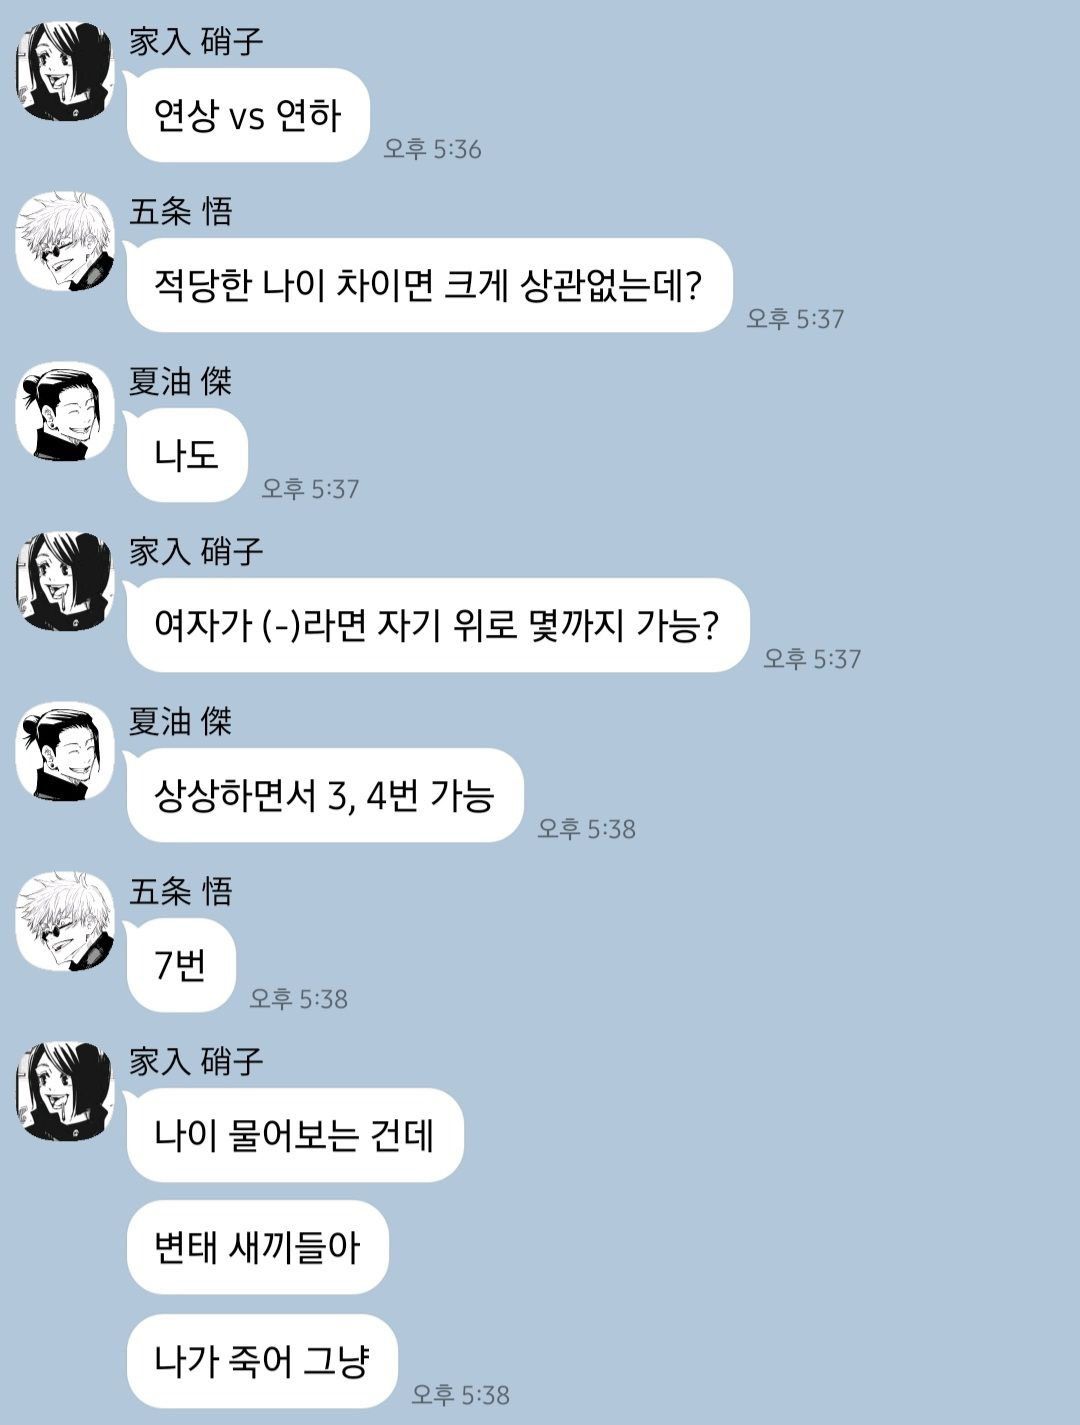 家入 硝子
연상 vs 연하
오후 5:36
五条 悟
적당한 나이 차이면 크게 상관없는데?
오후 5:37
夏油 傑
나도
오후 5:37
家入 硝子
여자가 (-)라면 자기 위로 몇까지 가능?
오후 5:37
夏油 傑
상상하면서 3, 4번 가능
오후 5:38
五条 悟
7번
오후 5:38
家入 硝子
나이 물어보는 건데
변태 새끼들아
나가 죽어 그냥
오후 5:38